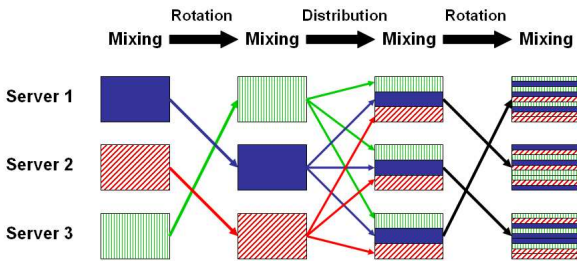 Rotation Distribution Rotation
Mixing Mixing Mixing Mixing
Server 1
Server 2
Server 3